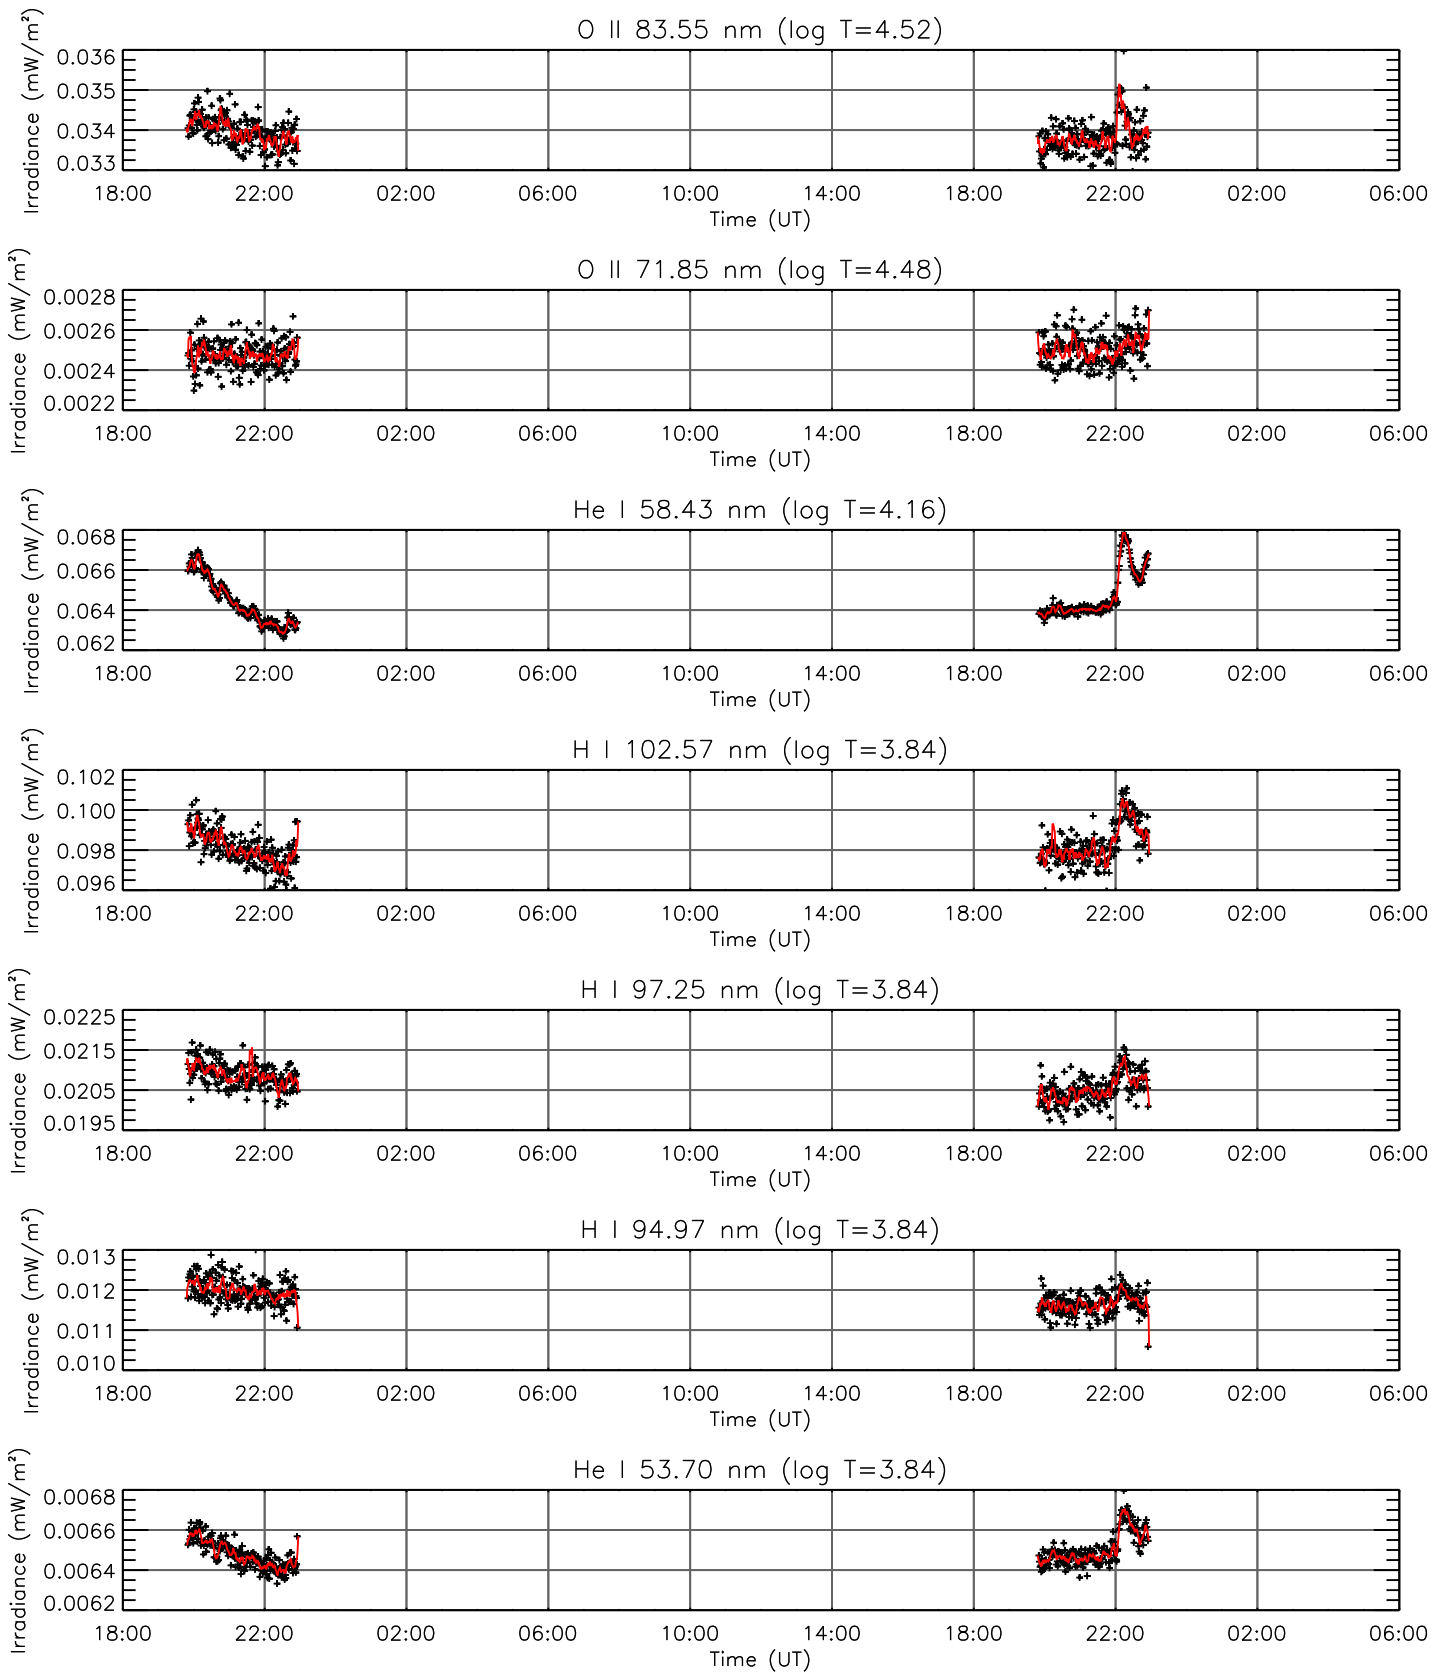 O II 83.55 nm (log T=4.52)
Irradiance (mW/m²)
0.036
0.035
0.034
0.033
18:00 22:00 02:00 06:00 10:00 14:00 18:00 22:00 02:00 06:00
Time (UT)
O II 71.85 nm (log T=4.48)
Irradiance (mW/m²)
0.0028
0.0026
0.0024
0.0022
18:00 22:00 02:00 06:00 10:00 14:00 18:00 22:00 02:00 06:00
Time (UT)
He I 58.43 nm (log T=4.16)
Irradiance (mW/m²)
0.068
0.066
0.064
0.062
18:00 22:00 02:00 06:00 10:00 14:00 18:00 22:00 02:00 06:00
Time (UT)
H I 102.57 nm (log T=3.84)
Irradiance (mW/m²)
0.102
0.100
0.098
0.096
18:00 22:00 02:00 06:00 10:00 14:00 18:00 22:00 02:00 06:00
Time (UT)
H I 97.25 nm (log T=3.84)
Irradiance (mW/m²)
0.0225
0.0215
0.0205
0.0195
18:00 22:00 02:00 06:00 10:00 14:00 18:00 22:00 02:00 06:00
Time (UT)
H I 94.97 nm (log T=3.84)
Irradiance (mW/m²)
0.013
0.012
0.011
0.010
18:00 22:00 02:00 06:00 10:00 14:00 18:00 22:00 02:00 06:00
Time (UT)
He I 53.70 nm (log T=3.84)
Irradiance (mW/m²)
0.0068
0.0066
0.0064
0.0062
18:00 22:00 02:00 06:00 10:00 14:00 18:00 22:00 02:00 06:00
Time (UT)